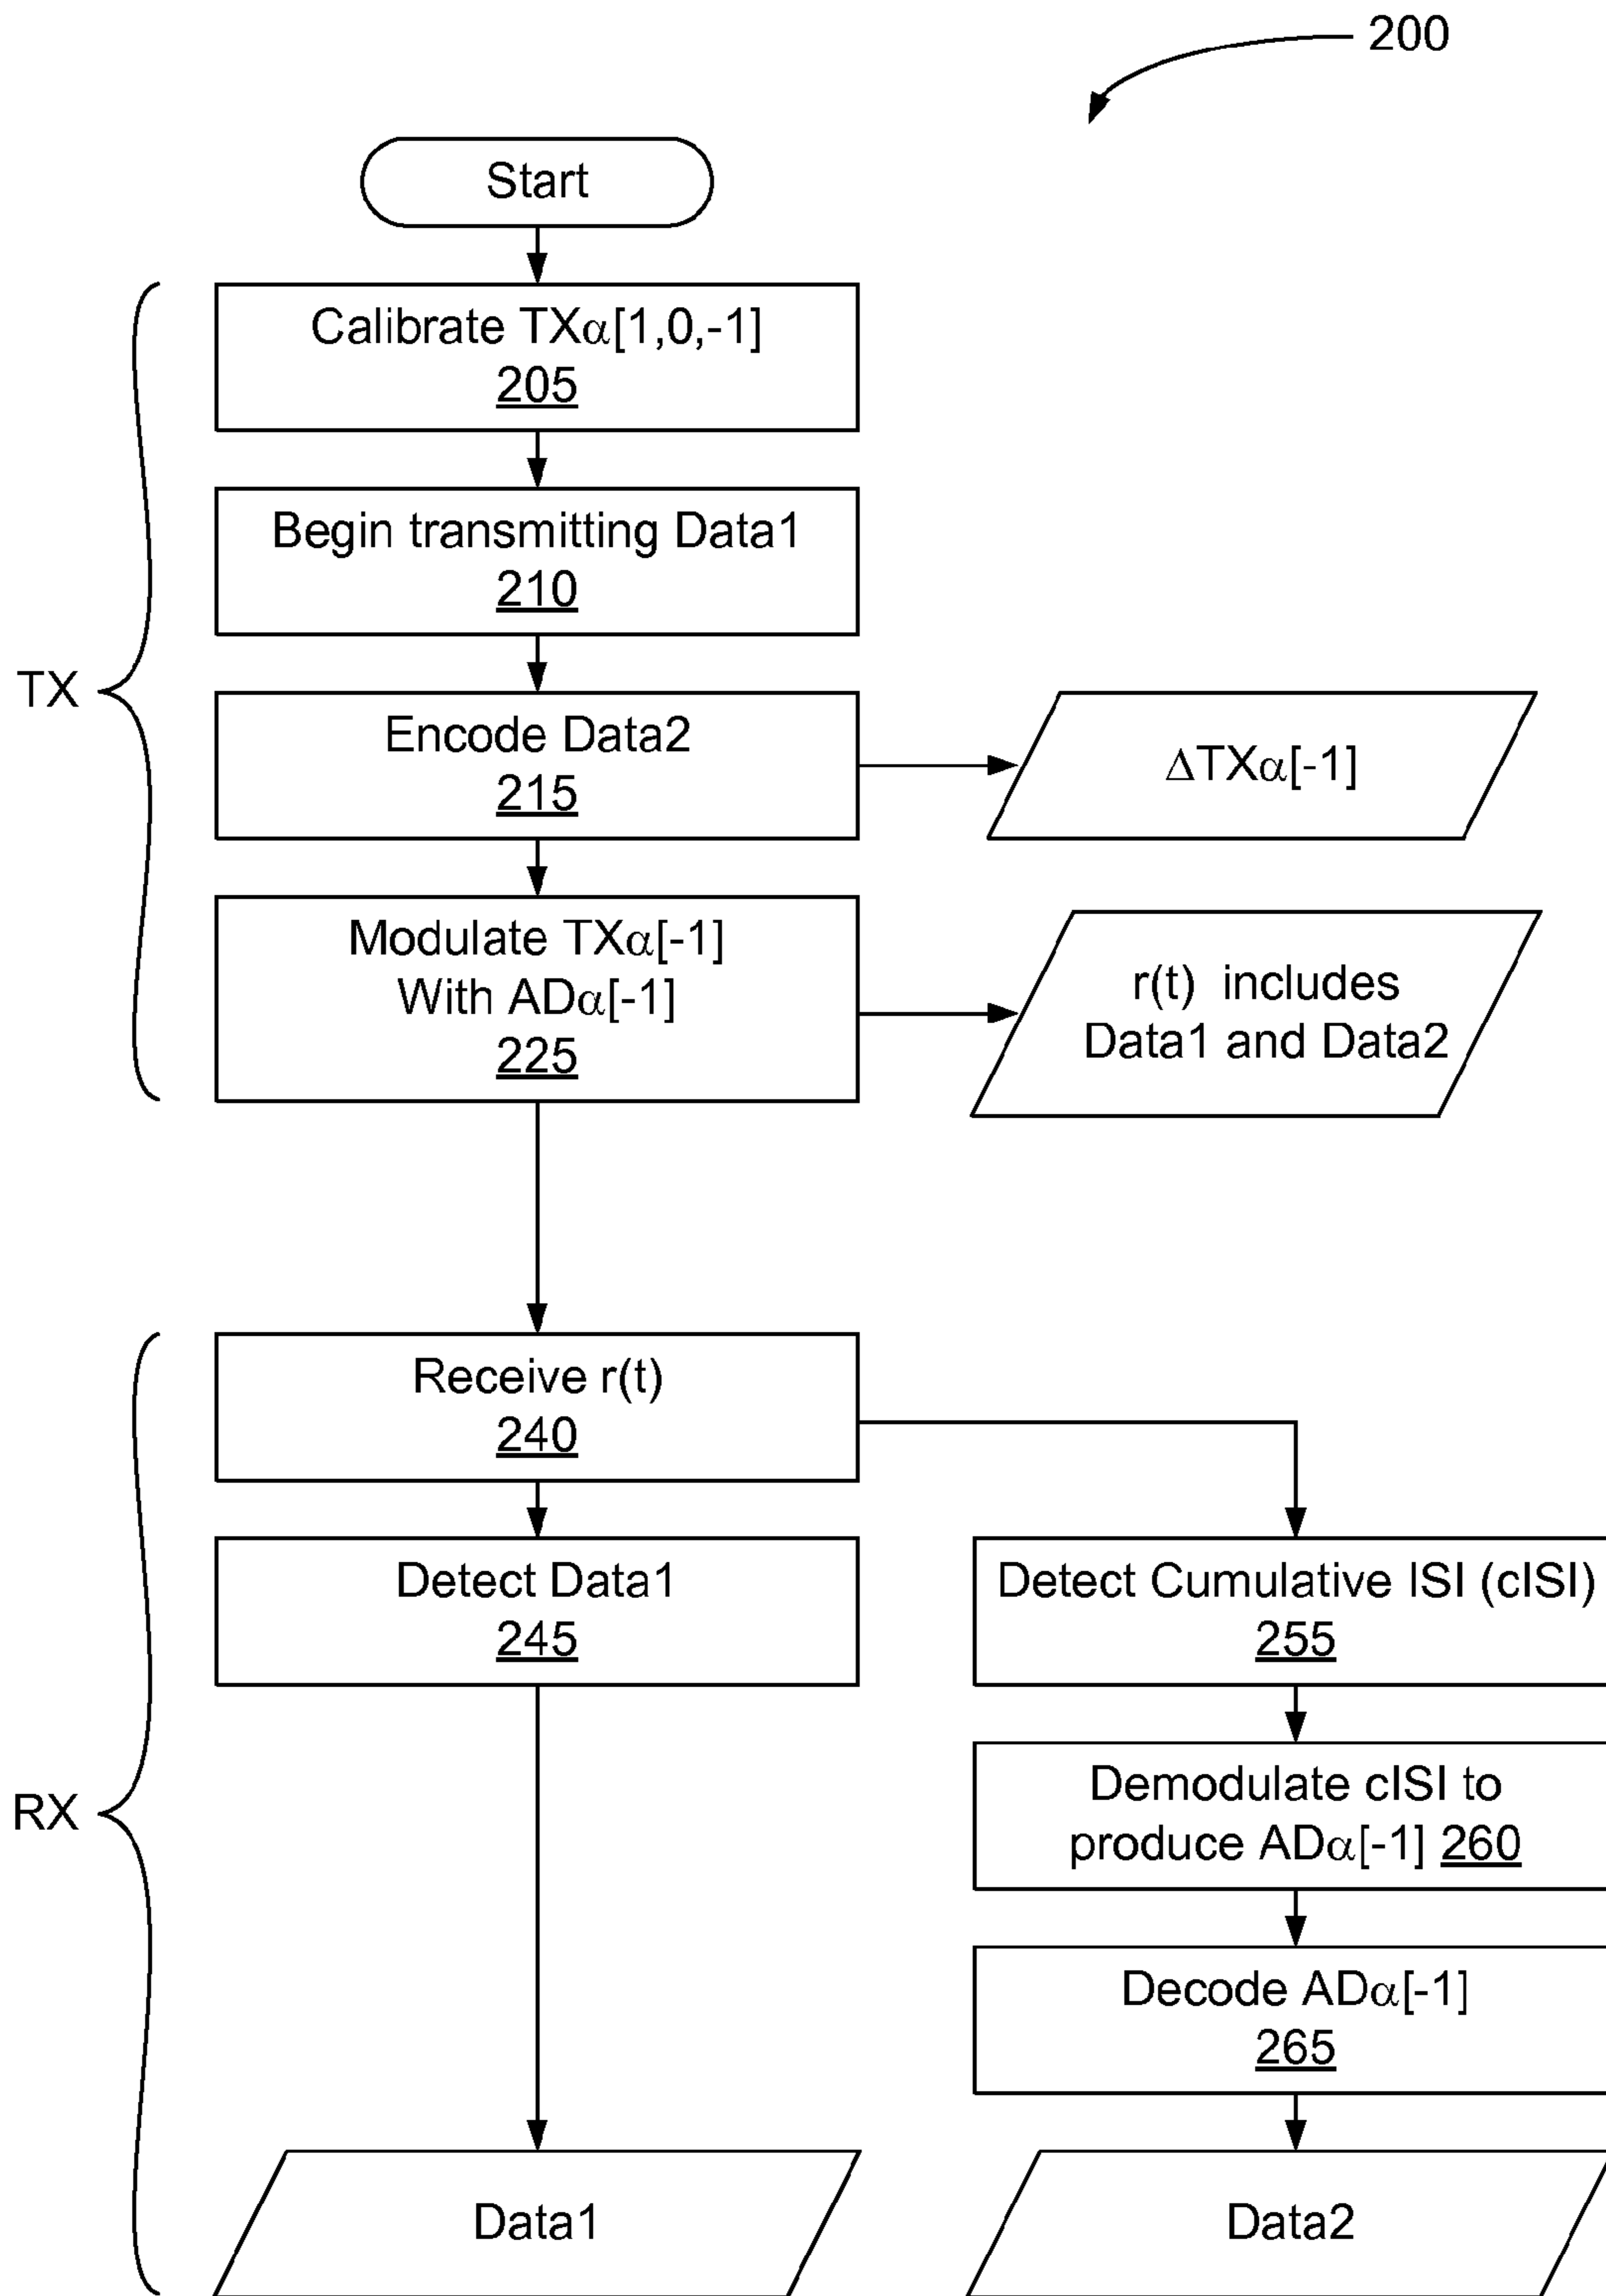 200
Start
Calibrate TXα[1,0,-1]
205
Begin transmitting Data1
210
TX
Encode Data2
215
ΔTXα[-1]
Modulate TXα[-1]
With ADα[-1]
225
r(t) includes
Data1 and Data2
Receive r(t)
240
Detect Data1
245
Detect Cumulative ISI (cISI)
255
RX
Demodulate cISI to
produce ADα[-1] 260
Decode ADα[-1]
265
Data1
Data2